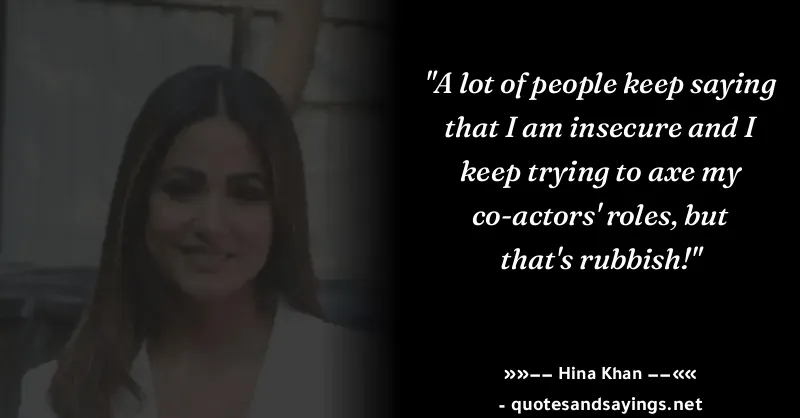 "A lot of people keep saying
that I am insecure and I
keep trying to axe my
co-actors' roles, but
that's rubbish!"
»»−− Hina Khan −−««
- quotesandsayings.net